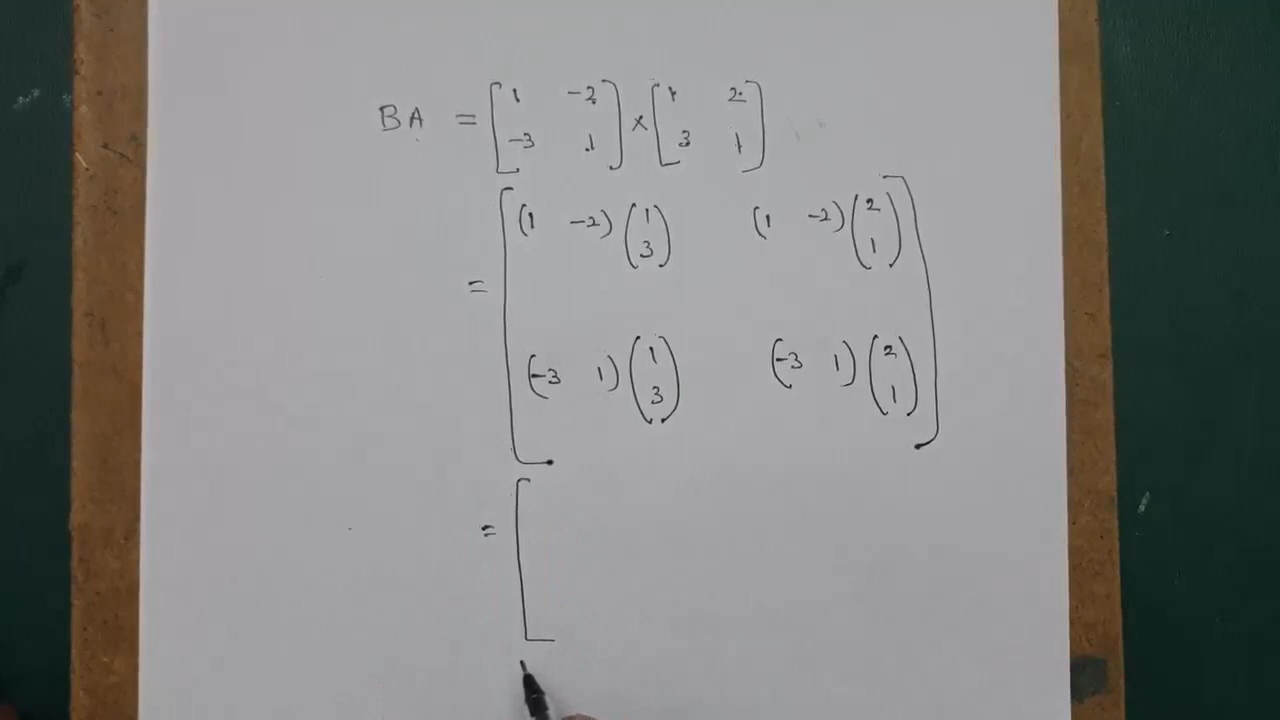 BA = [1 -2 -3 1] × [1 2 3 1]
= [(1 -2)(1 3) (1 -2)(2 1)
(-3 1)(1 3) (-3 1)(2 1)]
= [